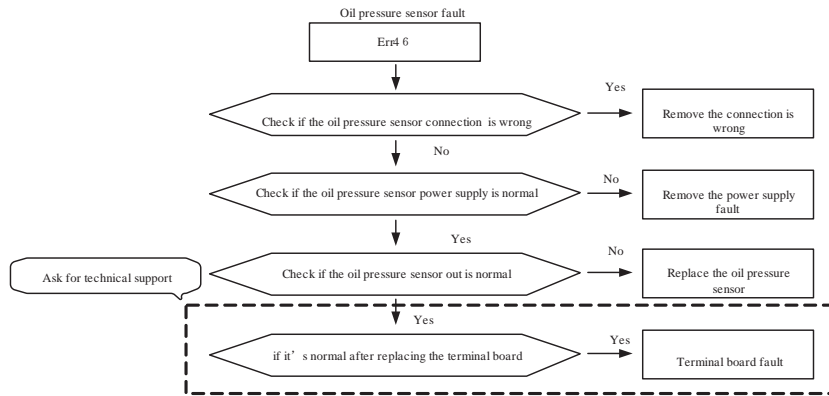 Oil pressure sensor fault
Err4 6
Yes
Check if the oil pressure sensor connection is wrong
Remove the connection is
wrong
No
No
Check if the oil pressure sensor power supply is normal
Remove the power supply
fault
Yes
No
Ask for technical support
Check if the oil pressure sensor out is normal
Replace the oil pressure
sensor
Yes
Yes
if it’s normal after replacing the terminal board
Terminal board fault